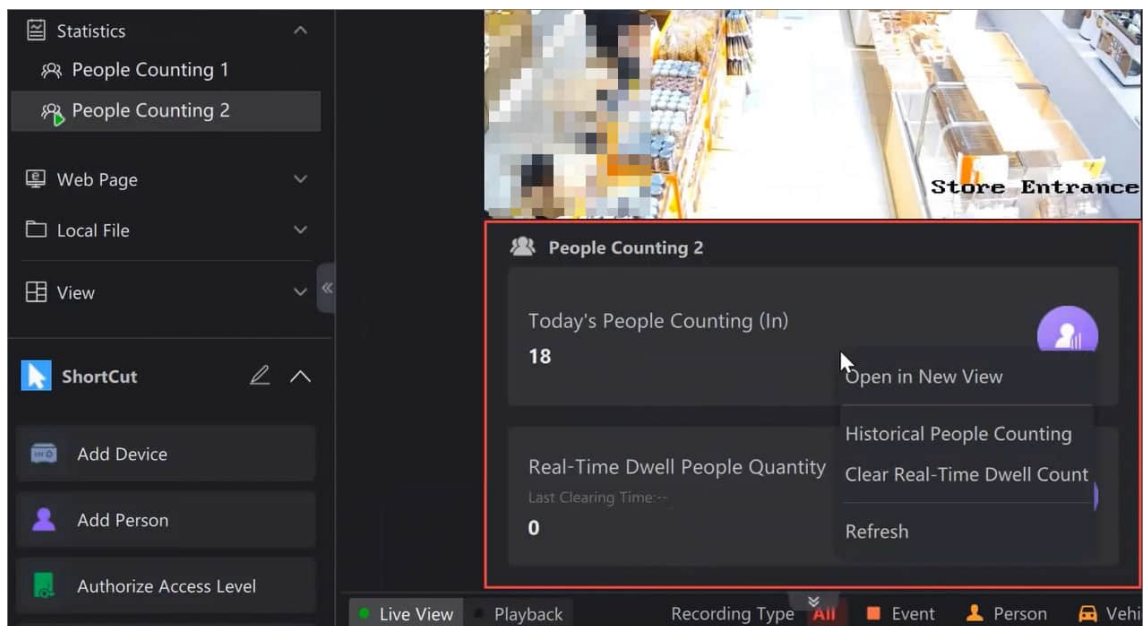 Statistics
People Counting 1
People Counting 2
Web Page
Local File
View
ShortCut
Add Device
Add Person
Authorize Access Level
Store Entrance
People Counting 2
Today's People Counting (In)
18
Real-Time Dwell People Quantity
Last Clearing Time:--
0
Open in New View
Historical People Counting
Clear Real-Time Dwell Count
Refresh
Live View Playback Recording Type All Event Person Vehi